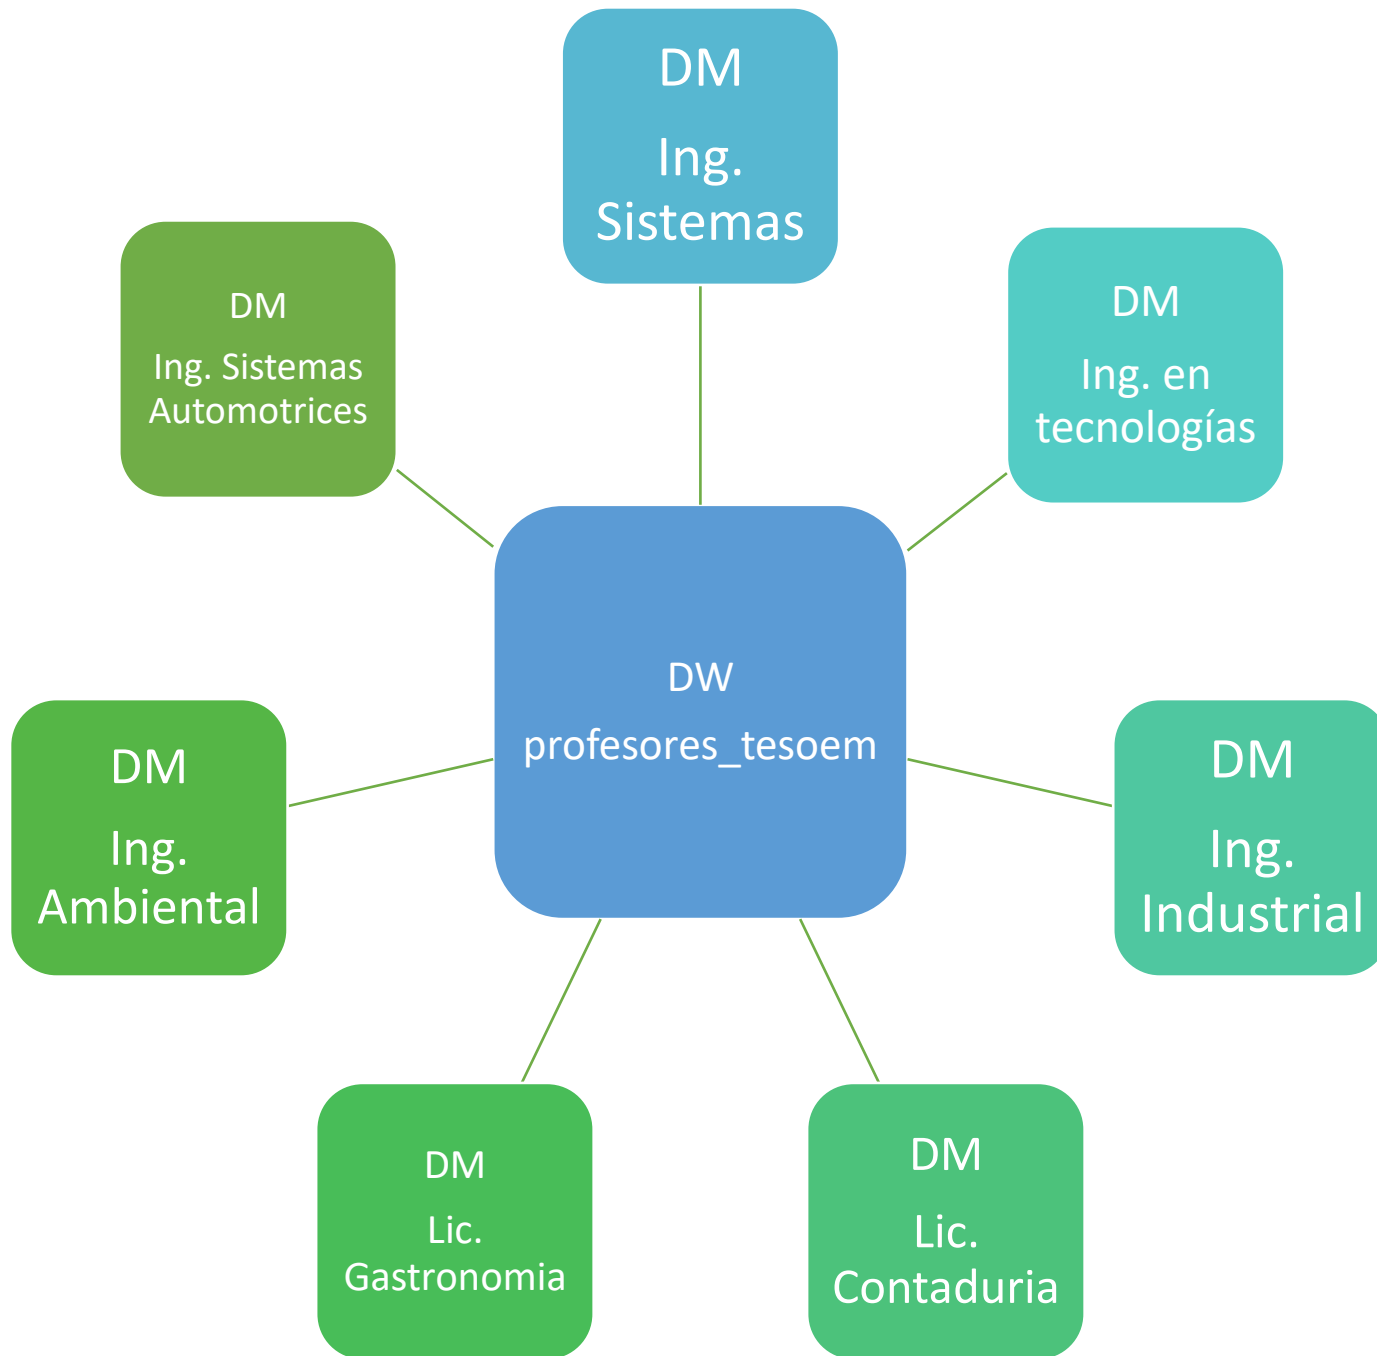 DM
Ing.
Sistemas
DM
Ing. en
tecnologías
DM
Ing.
Industrial
DM
Lic.
Contaduria
DM
Lic.
Gastronomia
DM
Ing.
Ambiental
DM
Ing. Sistemas
Automotrices
DW
profesores_tesoem